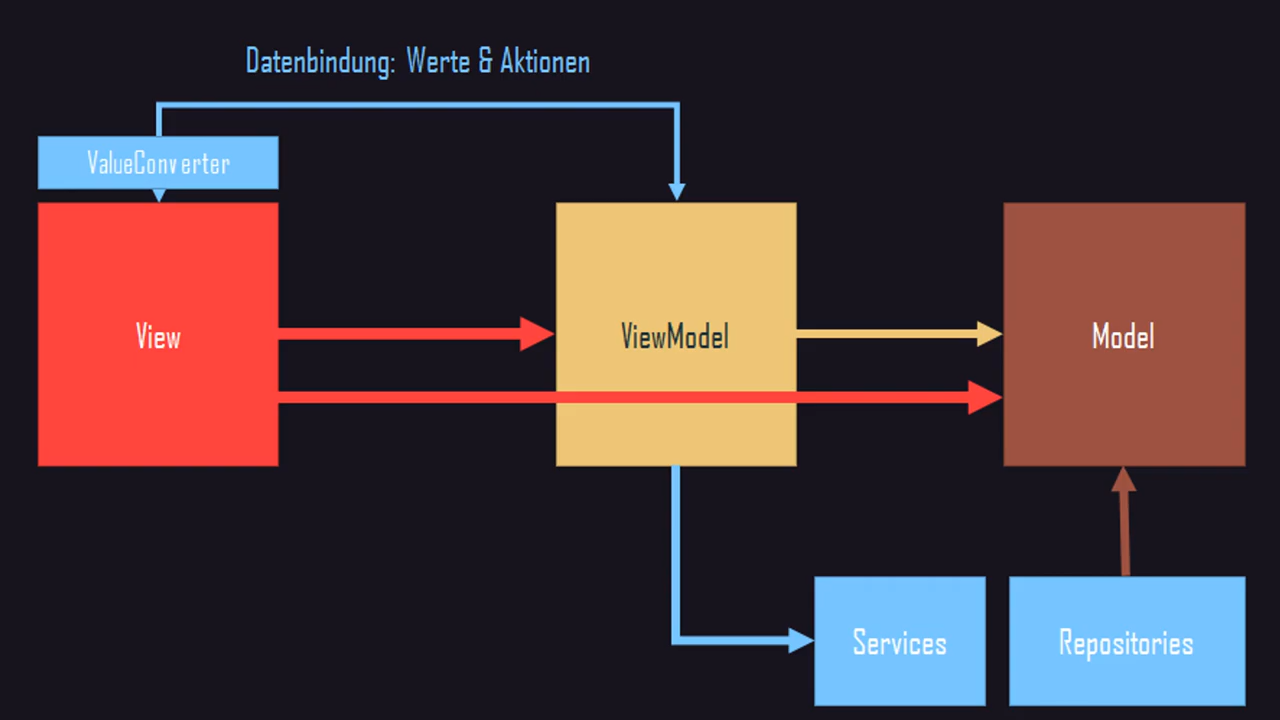 Datenbindung: Werte & Aktionen
ValueConverter
View
ViewModel
Model
Services
Repositories